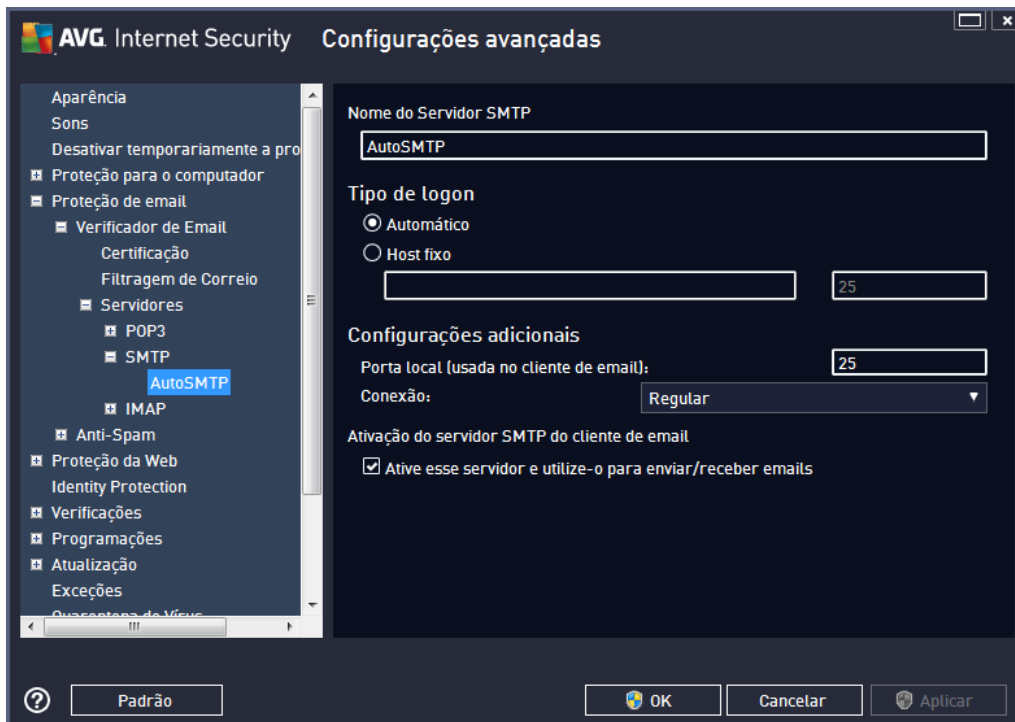 AVG. Internet Security Configurações avançadas
Aparência
Sons
Desativar temporariamente a pro
Proteção para o computador
Proteção de email
Verificador de Email
Certificação
Filtragem de Correio
Servidores
POP3
SMTP
AutoSMTP
IMAP
Anti-Spam
Proteção da Web
Identity Protection
Verificações
Programações
Atualização
Exceções
Quarentena de Vírus
Nome do Servidor SMTP
AutoSMTP
Tipo de logon
Automático
Host fixo
25
Configurações adicionais
Porta local (usada no cliente de email): 25
Conexão: Regular
Ativação do servidor SMTP do cliente de email
Ative esse servidor e utilize-o para enviar/receber emails
? Padrão OK Cancelar Aplicar